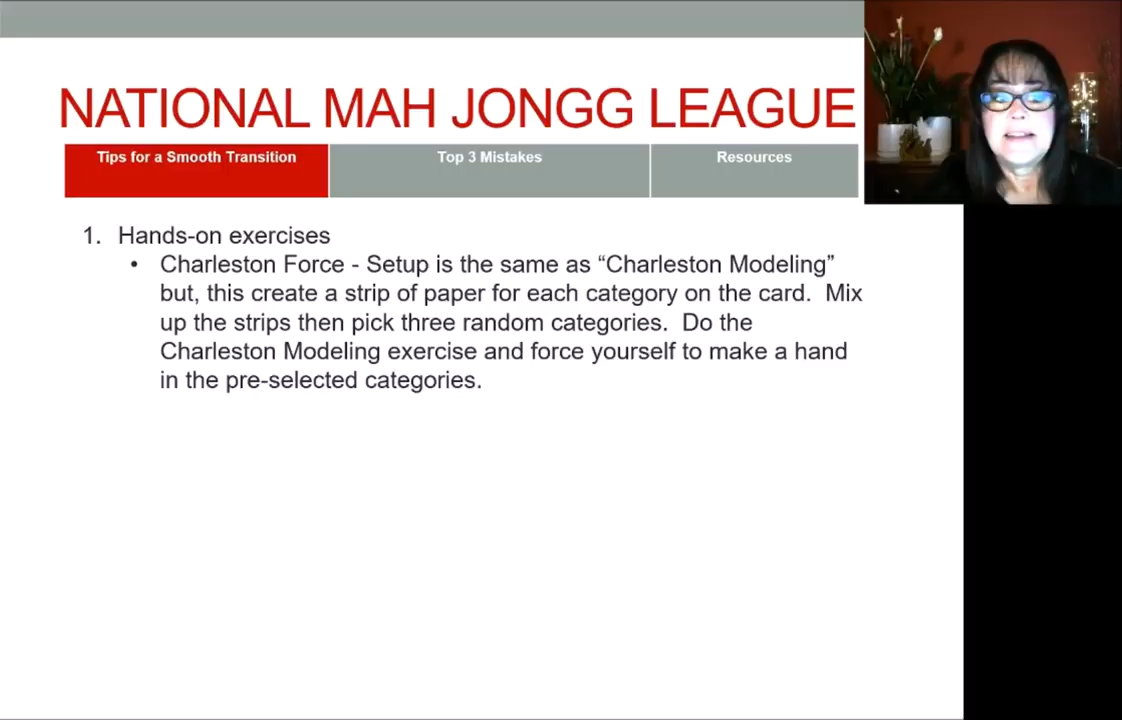 NATIONAL MAH JONGG LEAGUE
Tips for a Smooth Transition
Top 3 Mistakes
Resources
1. Hands-on exercises
• Charleston Force - Setup is the same as “Charleston Modeling”
but, this create a strip of paper for each category on the card.  Mix
up the strips then pick three random categories.  Do the
Charleston Modeling exercise and force yourself to make a hand
in the pre-selected categories.